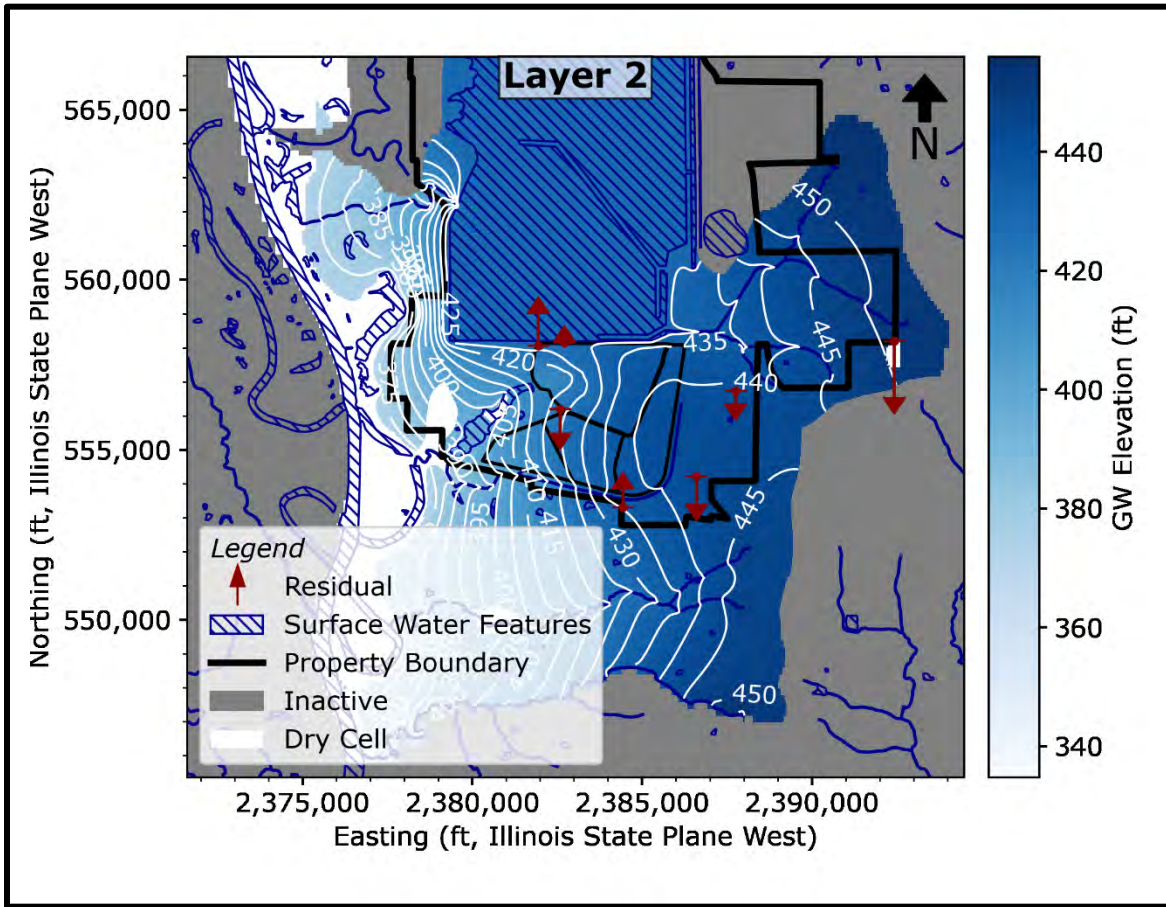 Layer 2
N
565,000
560,000
555,000
550,000
Northing (ft, Illinois State Plane West)
2,375,000
2,380,000
2,385,000
2,390,000
Easting (ft, Illinois State Plane West)
440
420
400
380
360
340
GW Elevation (ft)
385
425
450
435
420
445
440
400
405
410
395
415
430
445
450
Legend
Residual
Surface Water Features
Property Boundary
Inactive
Dry Cell